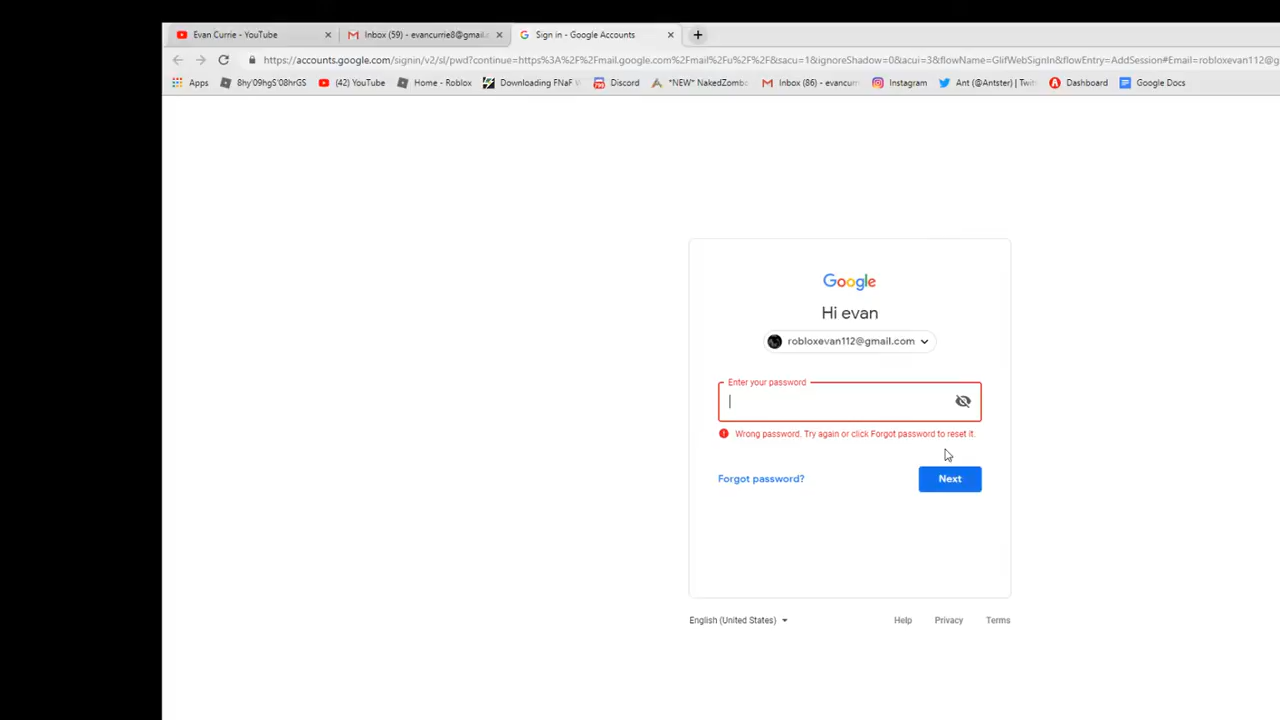 Evan Currie - YouTube
Inbox (59) - evancurrie8@gmail.c
Sign in - Google Accounts
https://accounts.google.com/signin/v2/sl/pwd?continue=https%3A%2F%2Fmail.google.com%2Fmail%2Fu%2F%2F&sacu=1&ignoreShadow=0&acui=3&flowName=GlifWebSignIn&flowEntry=AddSession#Email=robloxevan112@g
Apps
8hy'09hgS'08hrGS
(42) YouTube
Home - Roblox
Downloading FNaF
Discord
*NEW* NakedZomb
Inbox (86) - evancurr
Instagram
Ant (@Antster) | Twit
Dashboard
Google Docs
Google
Hi evan
robloxevan112@gmail.com
Enter your password
Wrong password. Try again or click Forgot password to reset it.
Forgot password?
Next
English (United States)
Help
Privacy
Terms